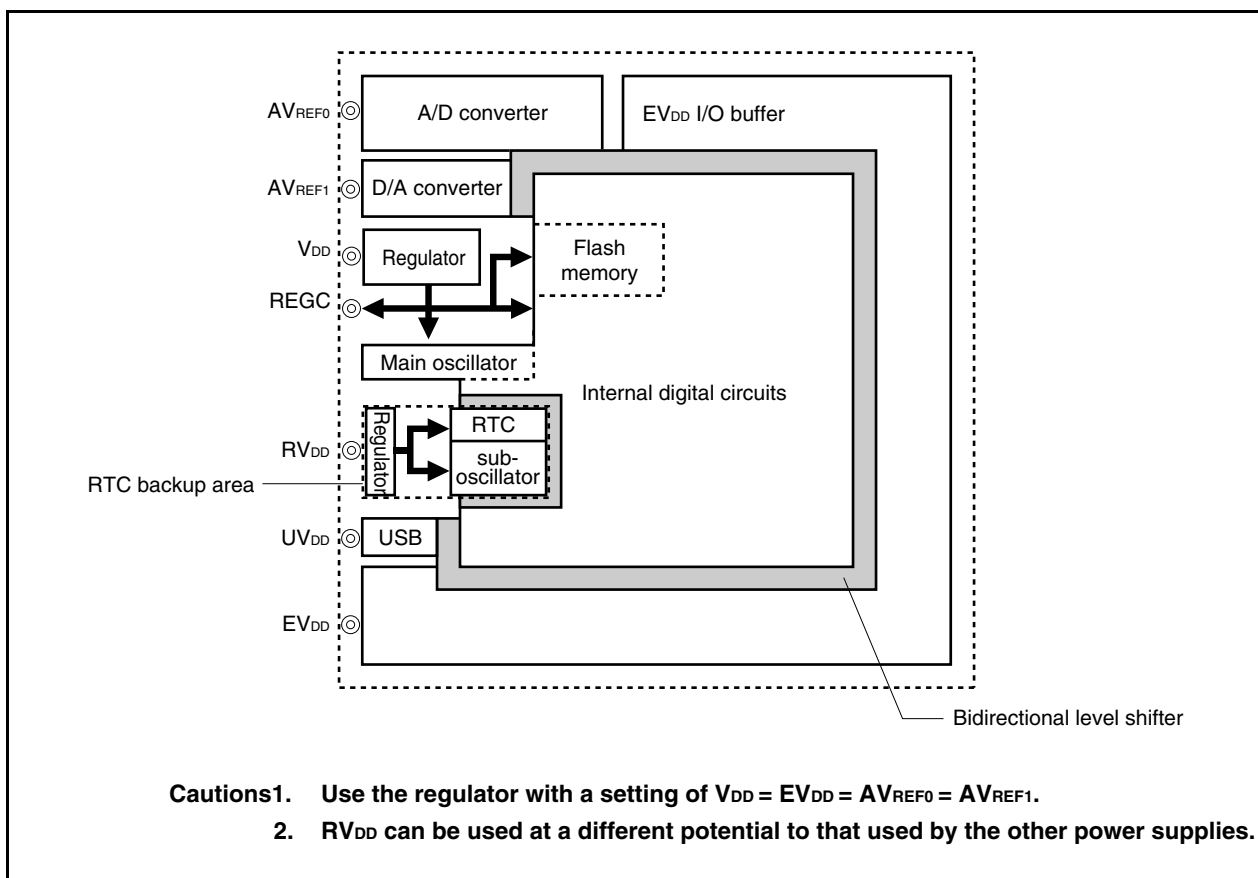 AVREF0
A/D converter
EVDD I/O buffer
AVREF1
D/A converter
VDD
Regulator
Flash
memory
REGC
Main oscillator
Internal digital circuits
RVDD
Regulator
RTC
sub-
oscillator
RTC backup area
UVDD
USB
EVDD
Bidirectional level shifter
Cautions1. Use the regulator with a setting of VDD = EVDD = AVREF0 = AVREF1.
2. RVDD can be used at a different potential to that used by the other power supplies.